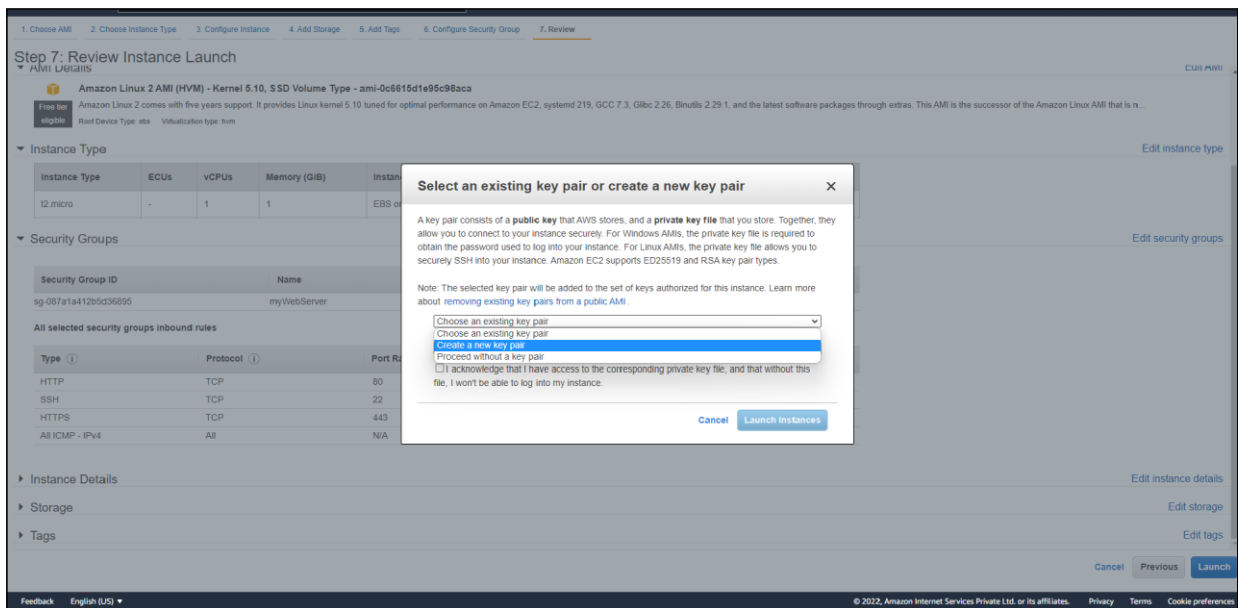 1. Choose AMI 2. Choose Instance Type 3. Configure Instance 4. Add Storage 5. Add Tags 6. Configure Security Group 7. Review
Step 7: Review Instance Launch
AMI Details
Edit AMI
Amazon Linux 2 AMI (HVM) - Kernel 5.10, SSD Volume Type - ami-0c6615d1e95c98aca
Free tier
eligible
Amazon Linux 2 comes with five years support. It provides Linux kernel 5.10 tuned for optimal performance on Amazon EC2, systemd 219, GCC 7.3, Glibc 2.26, Binutils 2.29.1, and the latest software packages through extras. This AMI is the successor of the Amazon Linux AMI that is n...
Root Device Type: ebs Virtualization type: hvm
Instance Type
Edit instance type
Instance Type ECUs vCPUs Memory (GiB) Instan
t2.micro - 1 1 EBS or
Security Groups
Edit security groups
Security Group ID Name
sg-087a1a412b5d36895 myWebServer
All selected security groups inbound rules
Type Protocol Port Ra
HTTP TCP 80
SSH TCP 22
HTTPS TCP 443
All ICMP - IPv4 All N/A
Select an existing key pair or create a new key pair
A key pair consists of a public key that AWS stores, and a private key file that you store. Together, they
allow you to connect to your instance securely. For Windows AMIs, the private key file is required to
obtain the password used to log into your instance. For Linux AMIs, the private key file allows you to
securely SSH into your instance. Amazon EC2 supports ED25519 and RSA key pair types.
Note: The selected key pair will be added to the set of keys authorized for this instance. Learn more
about removing existing key pairs from a public AMI.
Choose an existing key pair
Choose an existing key pair
Create a new key pair
Proceed without a key pair
I acknowledge that I have access to the corresponding private key file, and that without this
file, I won't be able to log into my instance.
Cancel Launch Instances
Instance Details
Edit instance details
Storage
Edit storage
Tags
Edit tags
Cancel Previous Launch
Feedback English (US) © 2022, Amazon Internet Services Private Ltd. or its affiliates. Privacy Terms Cookie preferences